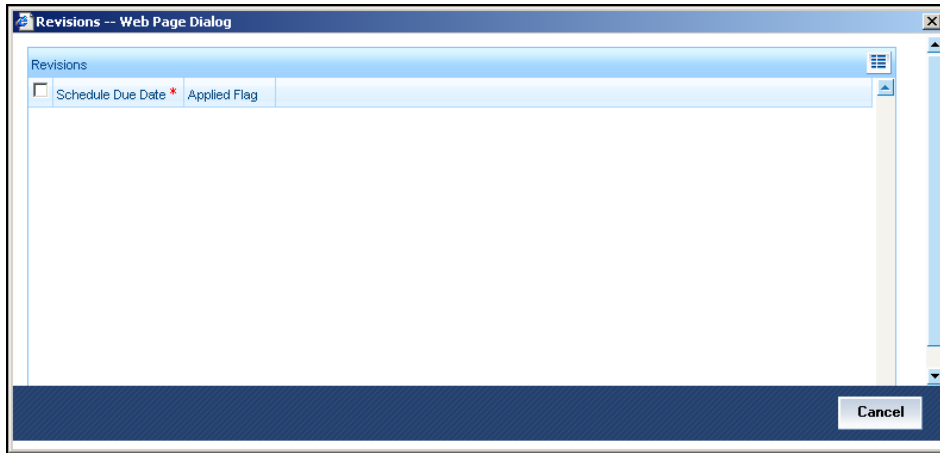 Revisions -- Web Page Dialog
Revisions
Schedule Due Date * Applied Flag
Cancel